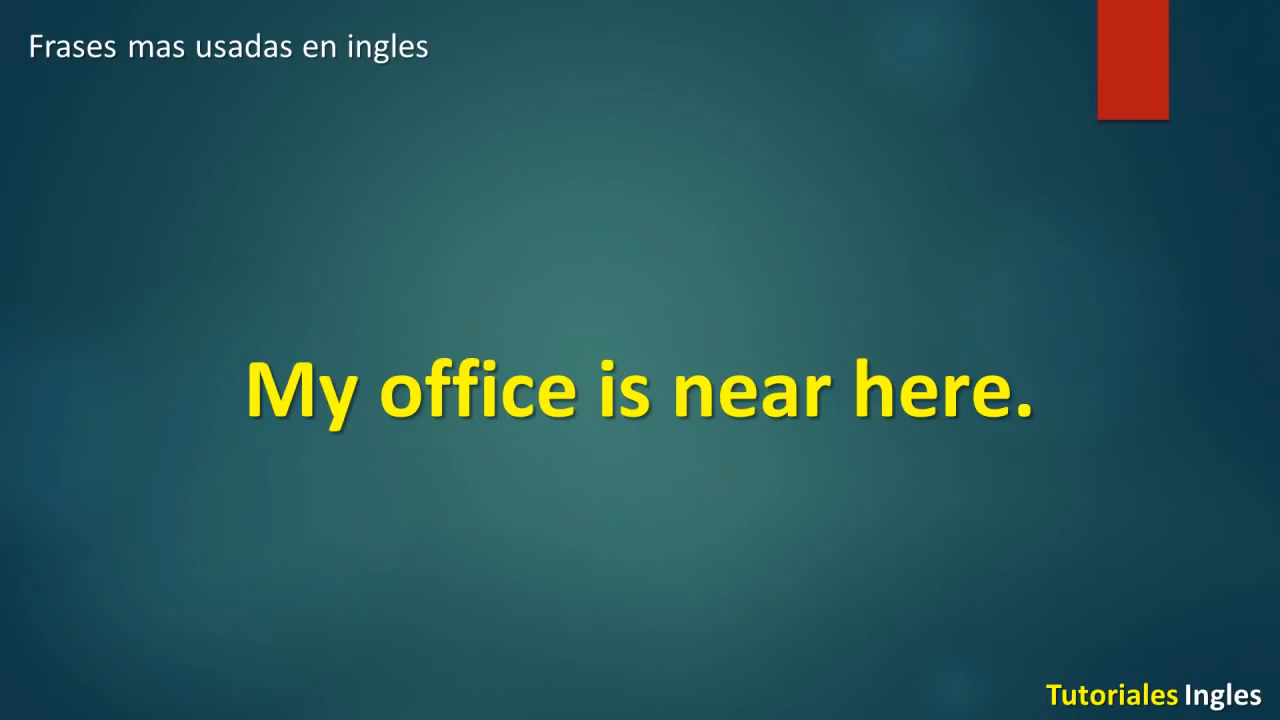 Frases mas usadas en ingles
My office is near here.
Tutoriales Ingles